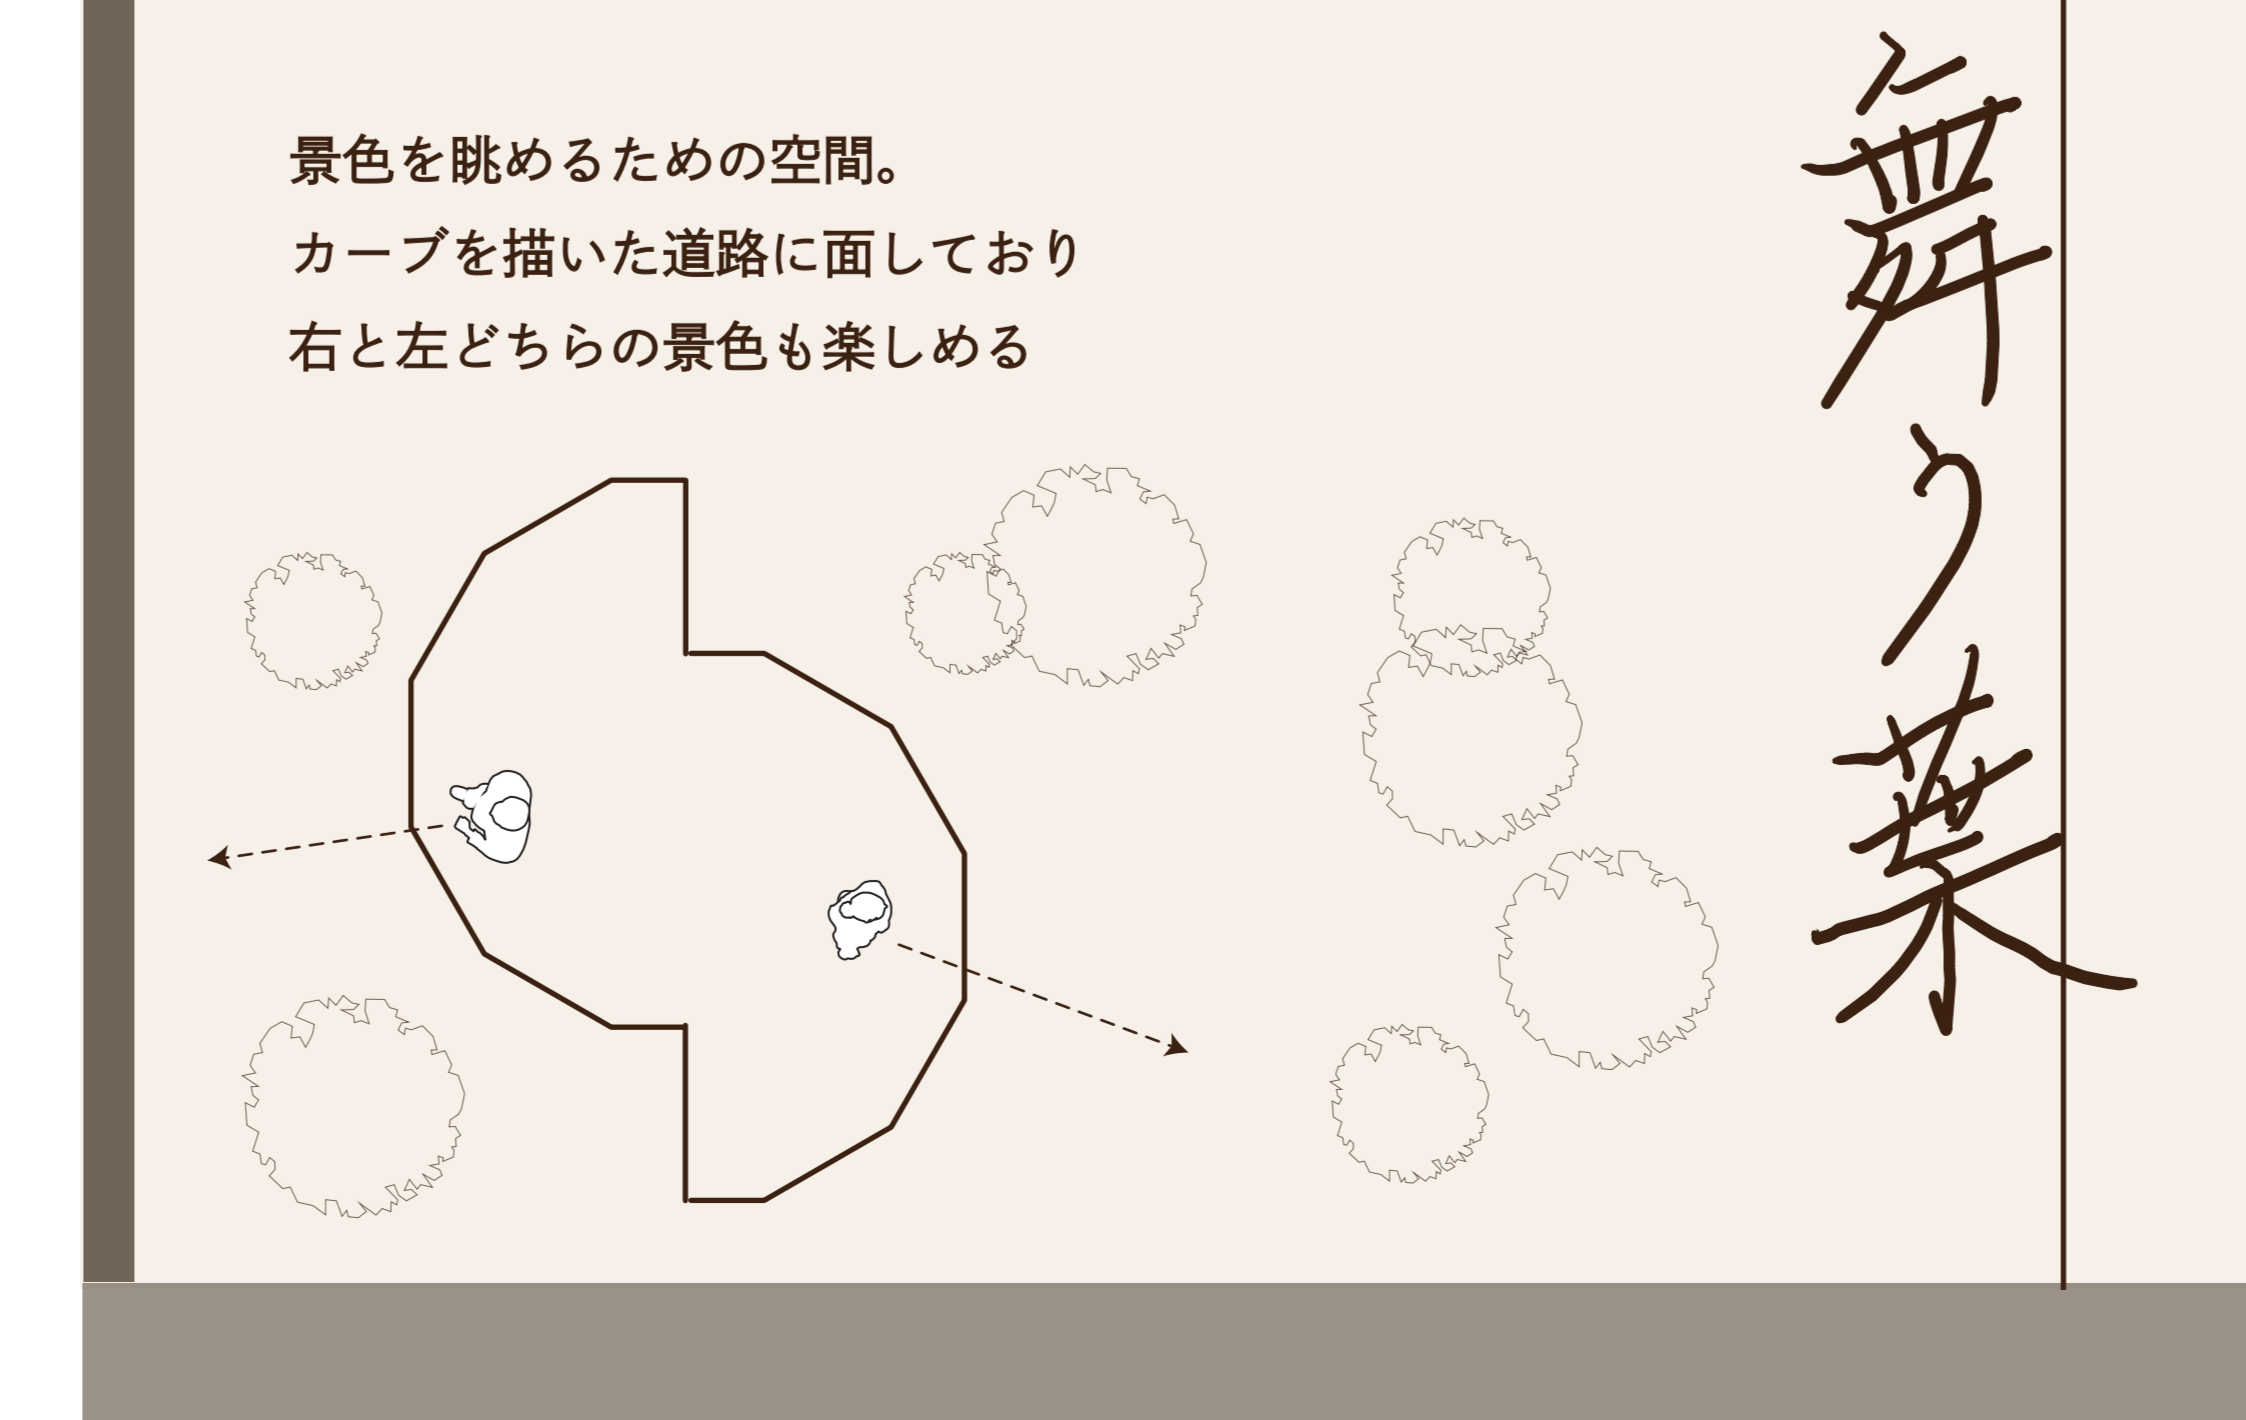 景色を眺めるための空間。
カーブを描いた道路に面しており
右と左どちらの景色も楽しめる
舞う葉